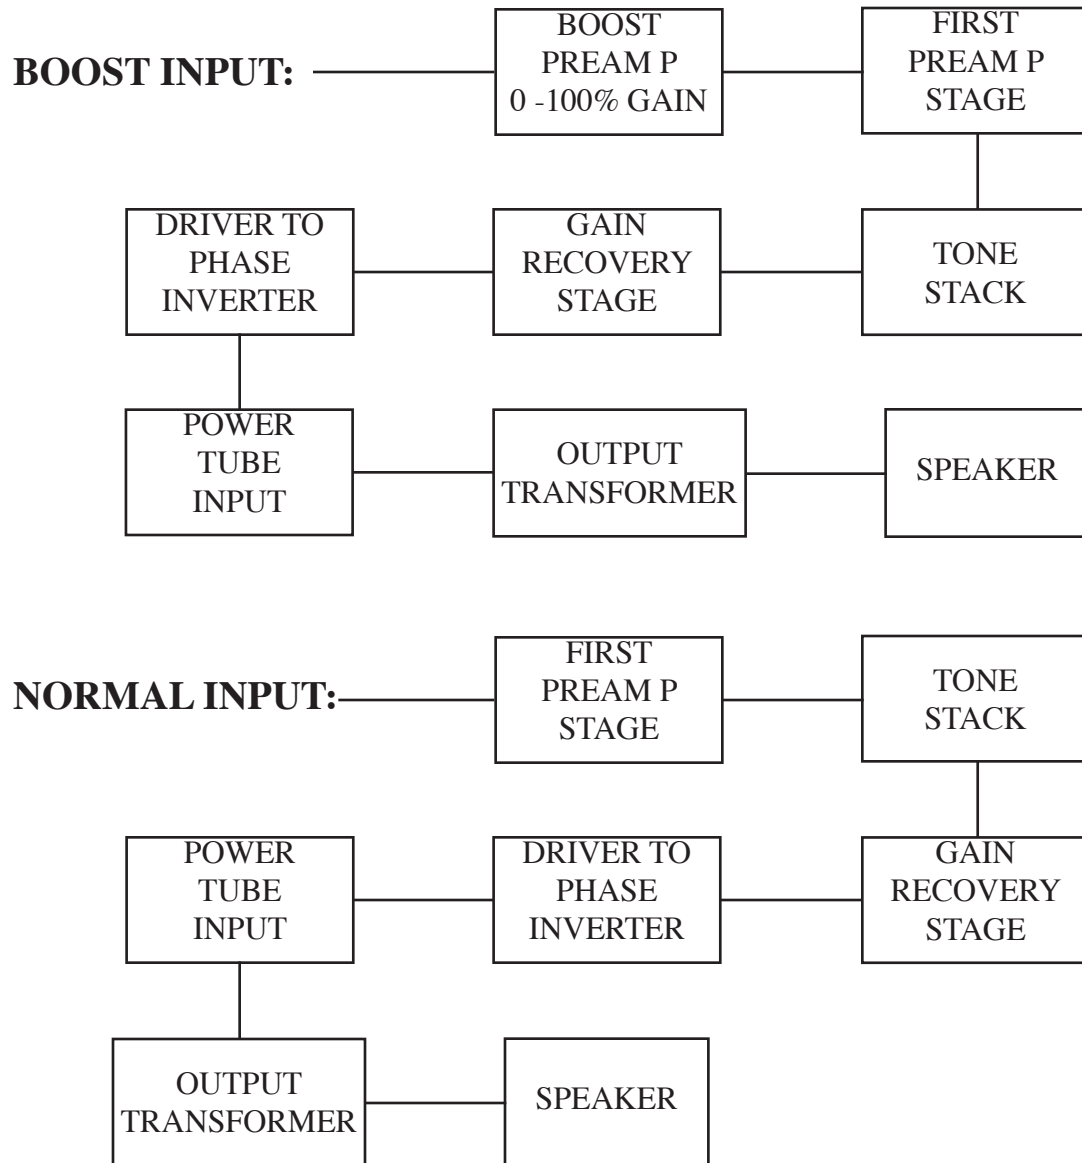 BOOST INPUT:
BOOST
PREAM P
0 -100% GAIN
FIRST
PREAM P
STAGE
TONE
STACK
GAIN
RECOVERY
STAGE
DRIVER TO
PHASE
INVERTER
POWER
TUBE
INPUT
OUTPUT
TRANSFORMER
SPEAKER
NORMAL INPUT:
FIRST
PREAM P
STAGE
TONE
STACK
GAIN
RECOVERY
STAGE
DRIVER TO
PHASE
INVERTER
POWER
TUBE
INPUT
OUTPUT
TRANSFORMER
SPEAKER